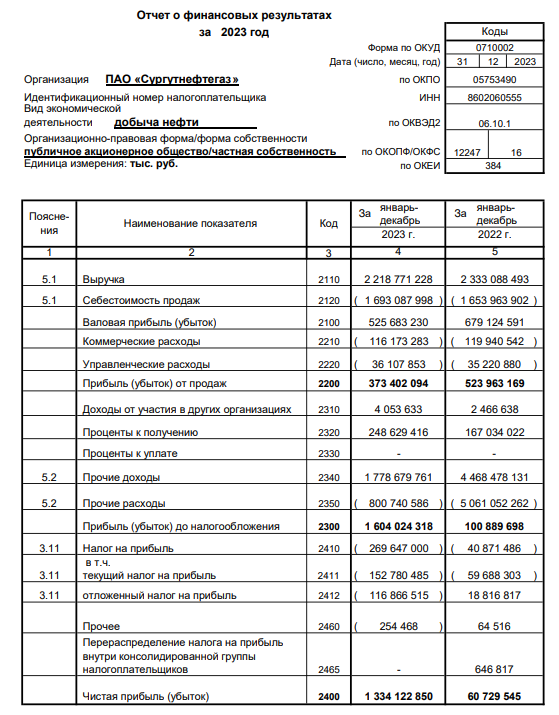 Отчет о финансовых результатах
за 2023 год
Коды
Форма по ОКУД 0710002
Дата (число, месяц, год) 31 12 2023
Организация ПАО «Сургутнефтегаз» по ОКПО 05753490
Идентификационный номер налогоплательщика ИНН 8602060555
Вид экономической
деятельности добыча нефти по ОКВЭД2 06.10.1
Организационно-правовая форма/форма собственности
публичное акционерное общество/частная собственность по ОКОПФ/ОКФС 12247 16
Единица измерения: тыс. руб. по ОКЕИ 384
Поясне-
ния
Наименование показателя
Код
За январь-
декабрь
2023 г.
За январь-
декабрь
2022 г.
1 2 3 4 5
5.1 Выручка 2110 2 218 771 228 2 333 088 493
5.1 Себестоимость продаж 2120 ( 1 693 087 998 ) ( 1 653 963 902 )
Валовая прибыль (убыток) 2100 525 683 230 679 124 591
Коммерческие расходы 2210 ( 116 173 283 ) ( 119 940 542 )
Управленческие расходы 2220 ( 36 107 853 ) ( 35 220 880 )
Прибыль (убыток) от продаж 2200 373 402 094 523 963 169
Доходы от участия в других организациях 2310 4 053 633 2 466 638
Проценты к получению 2320 248 629 416 167 034 022
Проценты к уплате 2330 - -
5.2 Прочие доходы 2340 1 778 679 761 4 468 478 131
5.2 Прочие расходы 2350 ( 800 740 586 ) ( 5 061 052 262 )
Прибыль (убыток) до налогообложения 2300 1 604 024 318 100 889 698
3.11 Налог на прибыль 2410 ( 269 647 000 ) ( 40 871 486 )
в т.ч.
3.11 текущий налог на прибыль 2411 ( 152 780 485 ) ( 59 688 303 )
3.11 отложенный налог на прибыль 2412 ( 116 866 515 ) 18 816 817
Прочее 2460 ( 254 468 ) 64 516
Перераспределение налога на прибыль
внутри консолидированной группы
налогоплательщиков 2465 - 646 817
Чистая прибыль (убыток) 2400 1 334 122 850 60 729 545